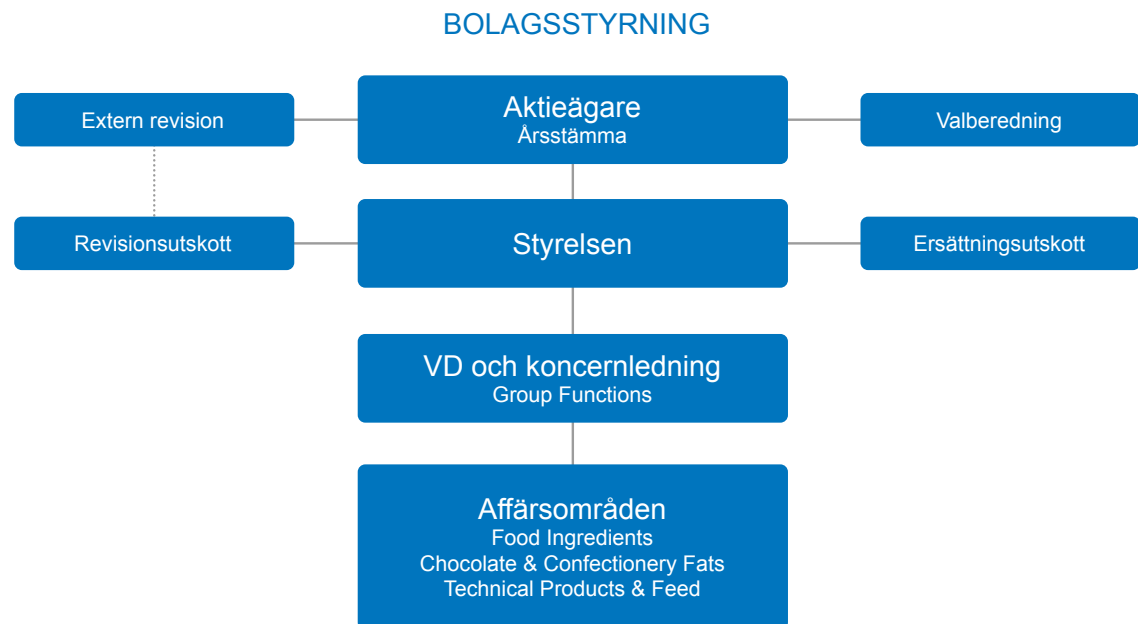 BOLAGSSTYRNING
Extern revision
Aktieägare
Årsstämma
Valberedning
Revisionsutskott
Styrelsen
Ersättningsutskott
VD och koncernledning
Group Functions
Affärsområden
Food Ingredients
Chocolate & Confectionery Fats
Technical Products & Feed